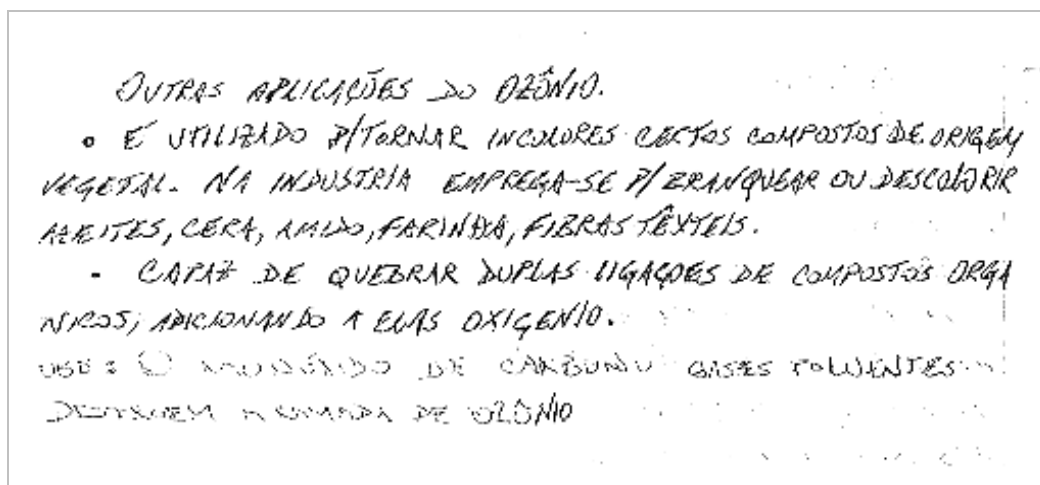 OUTRAS APLICAÇÕES DO OZÔNIO.
• E UTILIZADO P/TORNAR INCOLORES CERTOS COMPOSTOS DE ORIGEM
VEGETAL. NA INDUSTRIA EMPREGA-SE P/ BRANQUEAR OU DESCOLORIR
AZEITES, CERA, AMIDO, FARINHA, FIBRAS TÊXTEIS.
- CAPAZ DE QUEBRAR DUPLAS LIGAÇÕES DE COMPOSTOS ORGA
NICOS, ADICIONANDO A ELAS OXIGENIO.
OBS: O DE CARBONO GASES POLUENTES
DESTROEM A CAMADA DE OZÔNIO